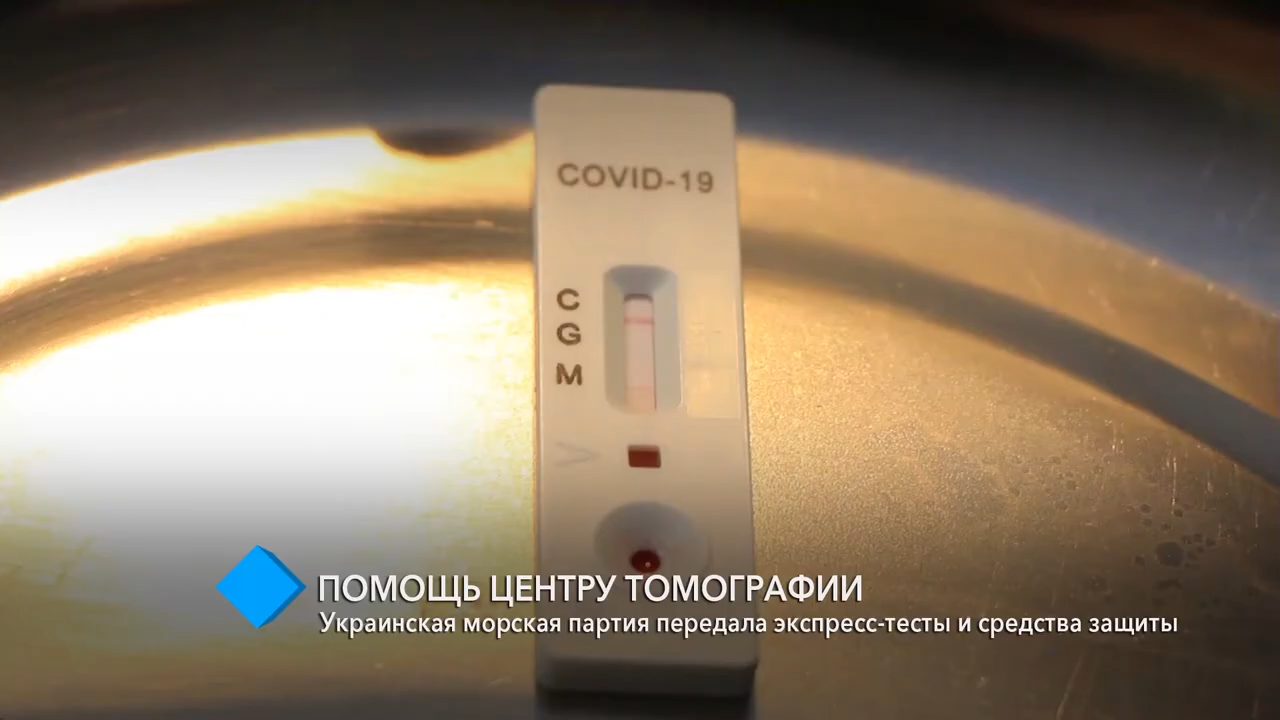 COVID-19
C
G
M
ПОМОЩЬ ЦЕНТРУ ТОМОГРАФИИ
Украинская морская партия передала экспресс-тесты и средства защиты